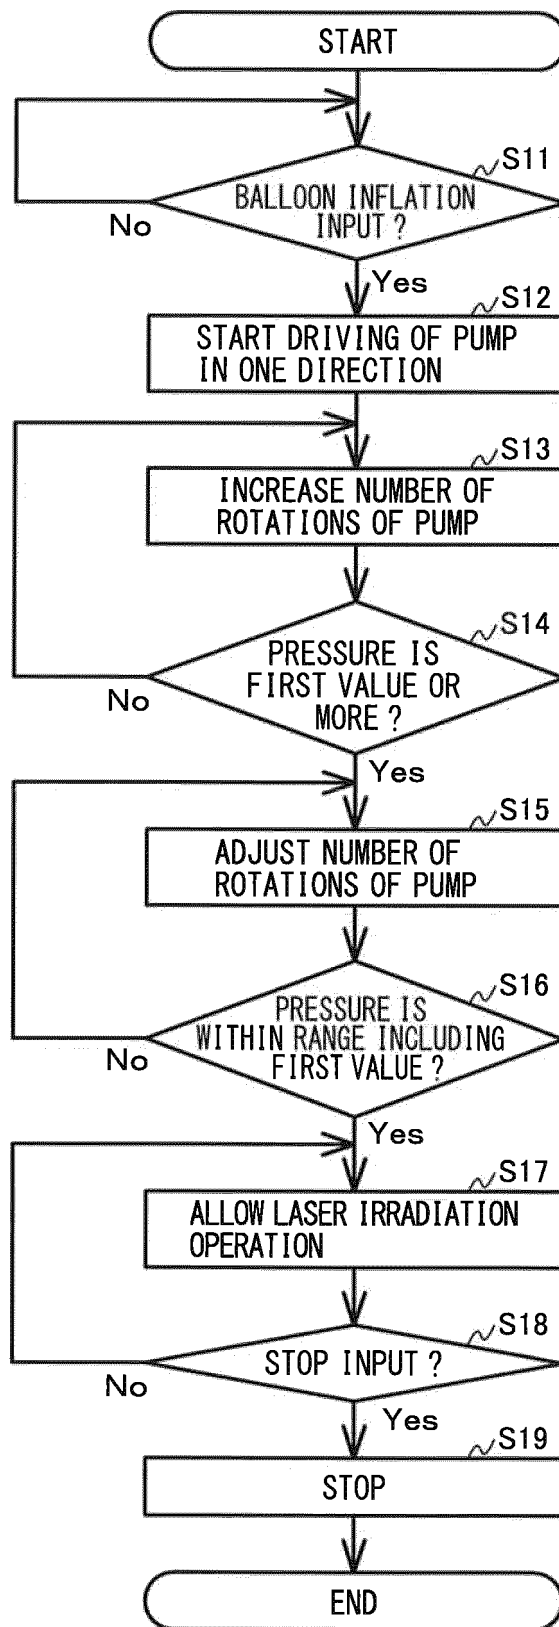 START
S11
BALLOON INFLATION
INPUT ?
No
Yes
S12
START DRIVING OF PUMP
IN ONE DIRECTION
S13
INCREASE NUMBER OF
ROTATIONS OF PUMP
S14
PRESSURE IS
FIRST VALUE OR
MORE ?
No
Yes
S15
ADJUST NUMBER OF
ROTATIONS OF PUMP
S16
PRESSURE IS
WITHIN RANGE INCLUDING
FIRST VALUE ?
No
Yes
S17
ALLOW LASER IRRADIATION
OPERATION
S18
STOP INPUT ?
No
Yes
S19
STOP
END